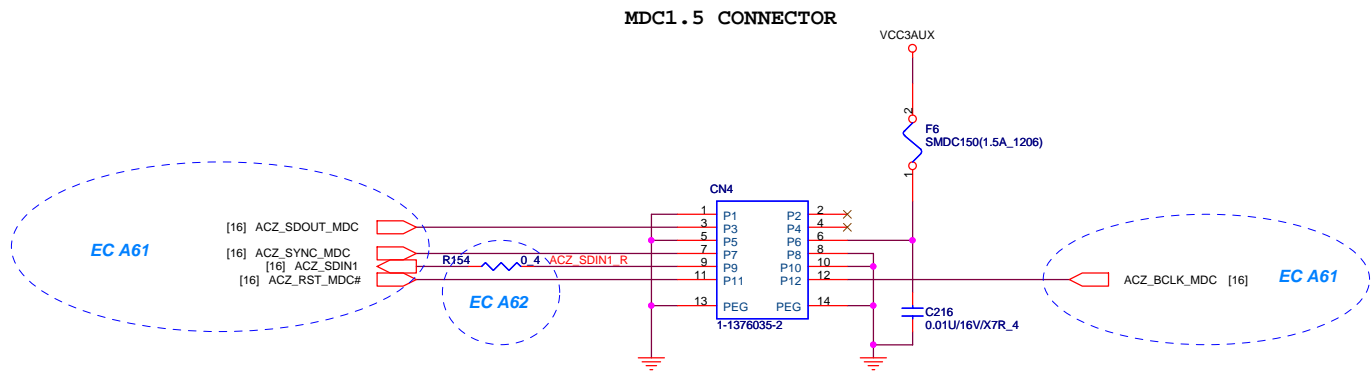 MDC1.5 CONNECTOR
VCC3AUX
2
F6
SMDC150(1.5A_1206)
1
CN4
[16] ACZ_SDOUT_MDC
[16] ACZ_SYNC_MDC
[16] ACZ_SDIN1
[16] ACZ_RST_MDC#
EC A61
R154 0_4 ACZ_SDIN1_R
EC A62
1 P1 P2 2
3 P3 P4 4
5 P5 P6 6
7 P7 P8 8
9 P9 P10 10
11 P11 P12 12
13 PEG PEG 14
1-1376035-2
ACZ_BCLK_MDC [16]
EC A61
C216
0.01U/16V/X7R_4